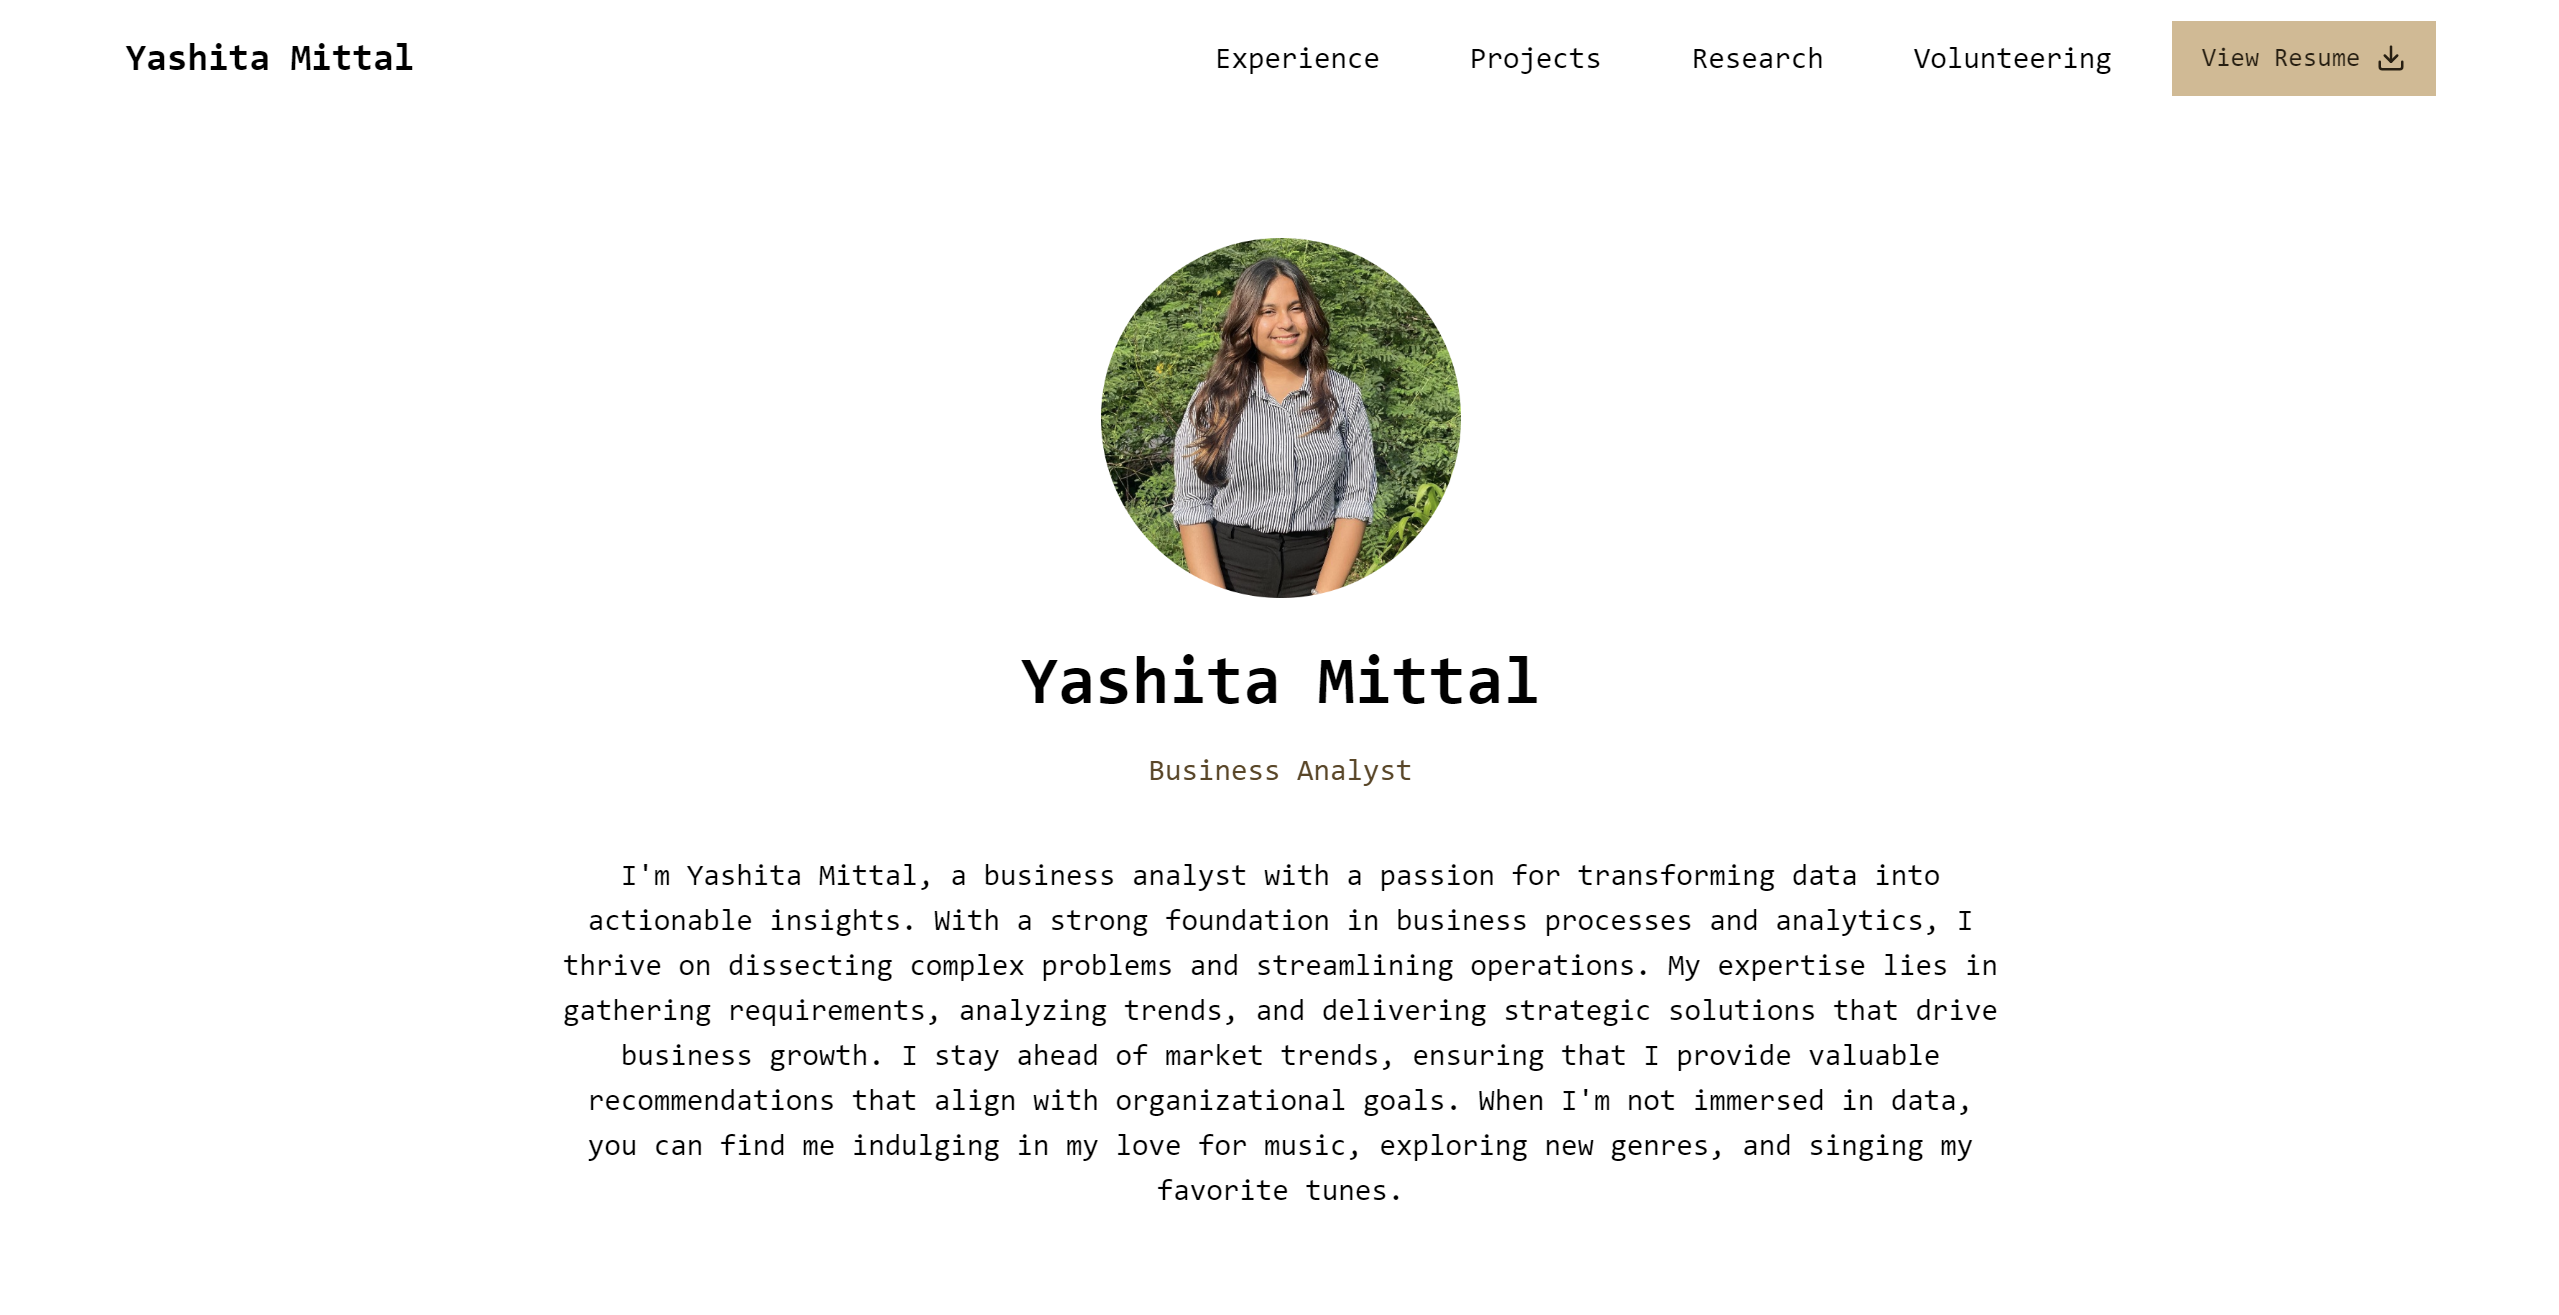 Yashita Mittal
Experience
Projects
Research
Volunteering
View Resume
Yashita Mittal
Business Analyst
I'm Yashita Mittal, a business analyst with a passion for transforming data into
actionable insights. With a strong foundation in business processes and analytics, I
thrive on dissecting complex problems and streamlining operations. My expertise lies in
gathering requirements, analyzing trends, and delivering strategic solutions that drive
business growth. I stay ahead of market trends, ensuring that I provide valuable
recommendations that align with organizational goals. When I'm not immersed in data,
you can find me indulging in my love for music, exploring new genres, and singing my
favorite tunes.